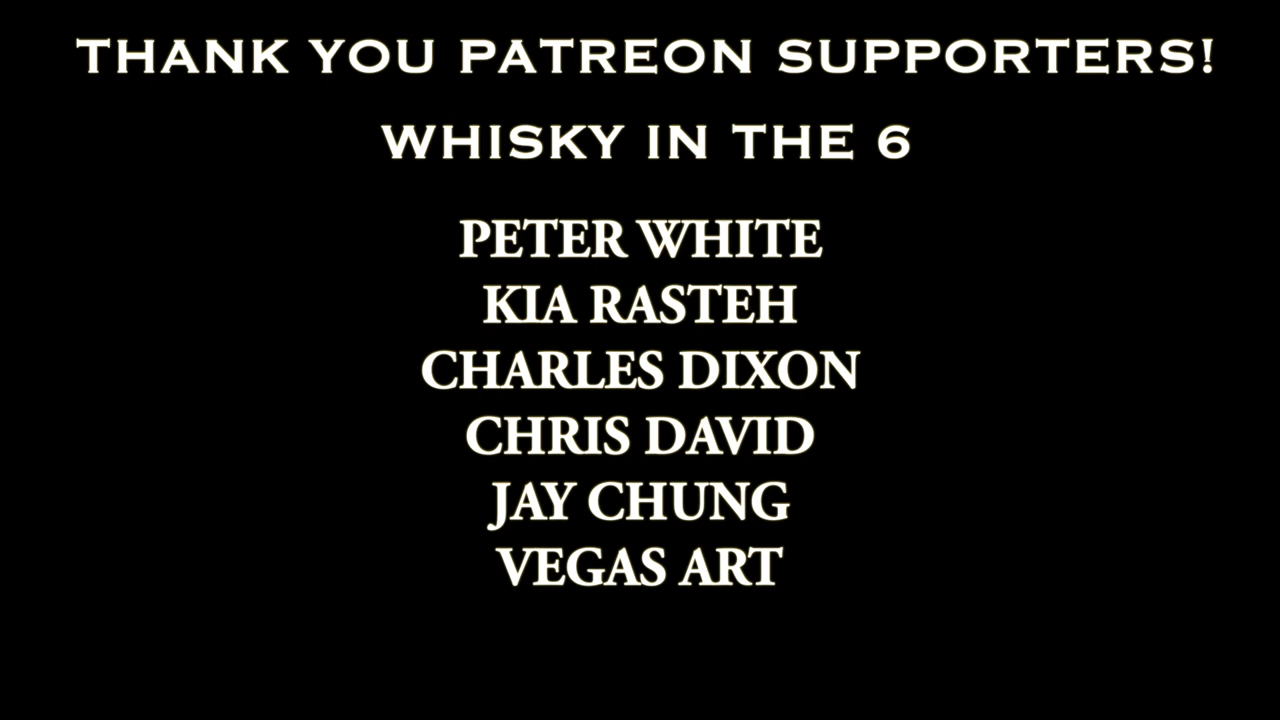 THANK YOU PATREON SUPPORTERS!
WHISKY IN THE 6
PETER WHITE
KIA RASTEH
CHARLES DIXON
CHRIS DAVID
JAY CHUNG
VEGAS ART